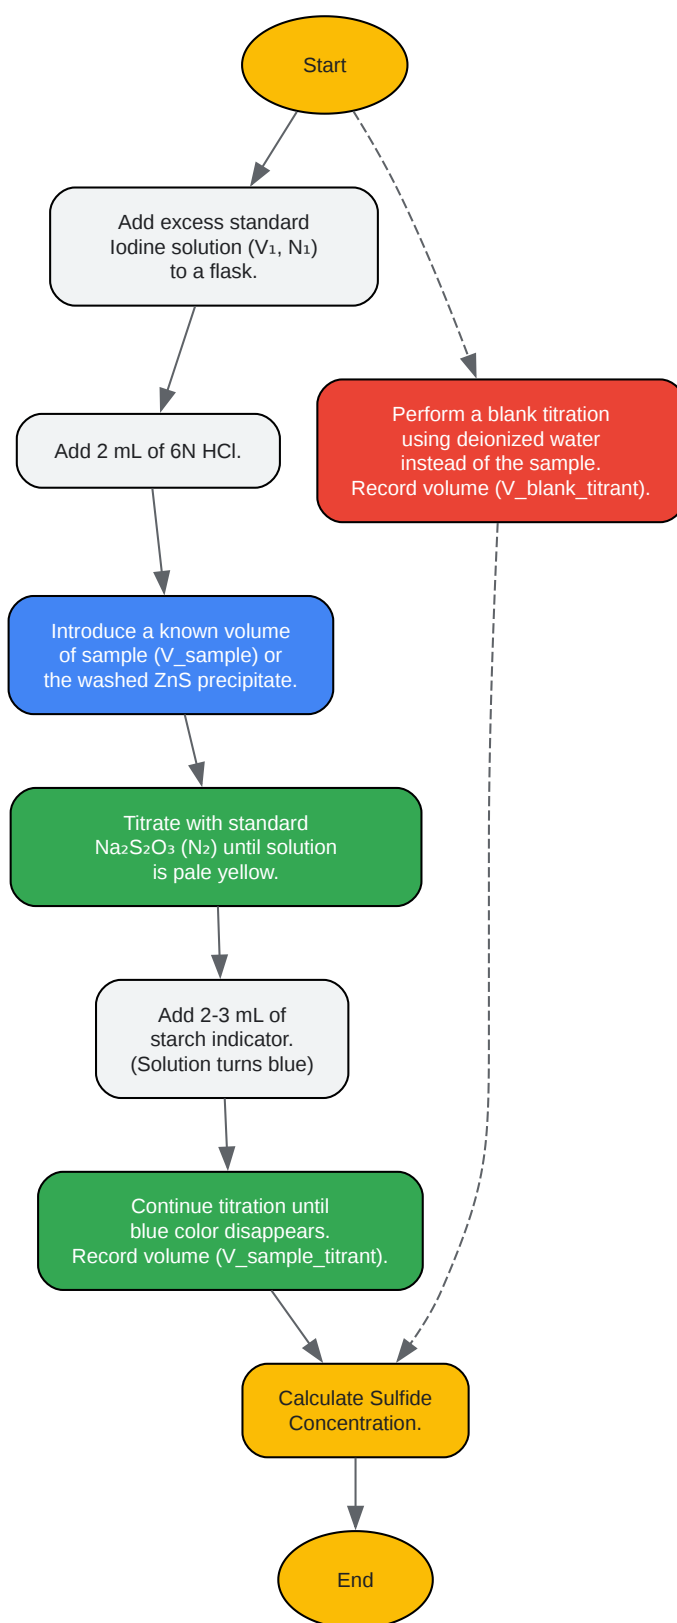 Start
Add excess standard
Iodine solution (V₁, N₁)
to a flask.
Add 2 mL of 6N HCl.
Perform a blank titration
using deionized water
instead of the sample.
Record volume (V_blank_titrant).
Introduce a known volume
of sample (V_sample) or
the washed ZnS precipitate.
Titrate with standard
Na₂S₂O₃ (N₂) until solution
is pale yellow.
Add 2-3 mL of
starch indicator.
(Solution turns blue)
Continue titration until
blue color disappears.
Record volume (V_sample_titrant).
Calculate Sulfide
Concentration.
End